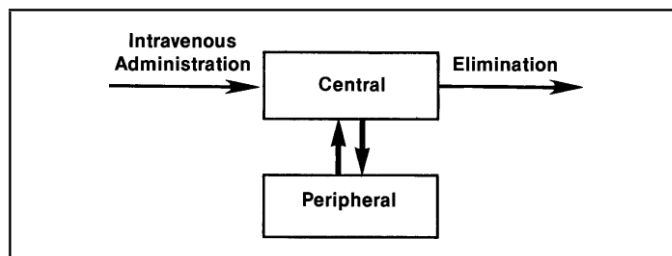 Intravenous
Administration
Elimination
Central
Peripheral